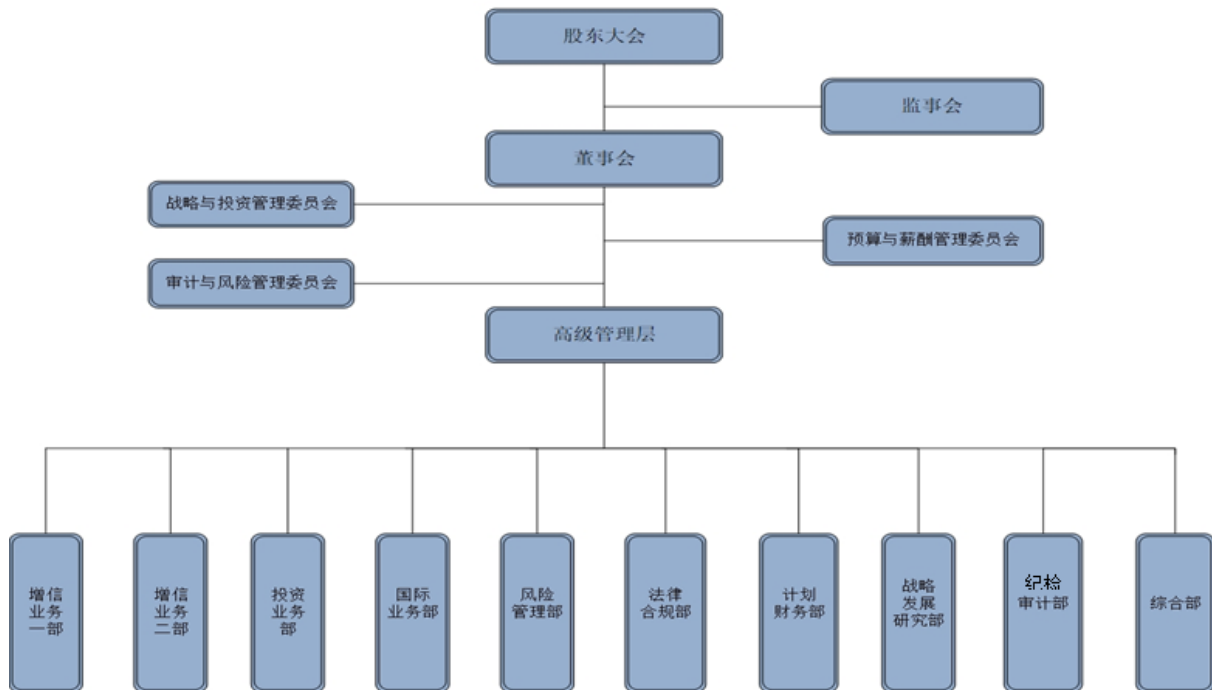 股东大会
监事会
董事会
战略与投资管理委员会
预算与薪酬管理委员会
审计与风险管理委员会
高级管理层
增信
业务
一部
增信
业务
二部
投资
业务
部
国际
业务部
风险
管理部
法律
合规部
计划
财务部
战略
发展
研究部
纪检
审计部
综合部